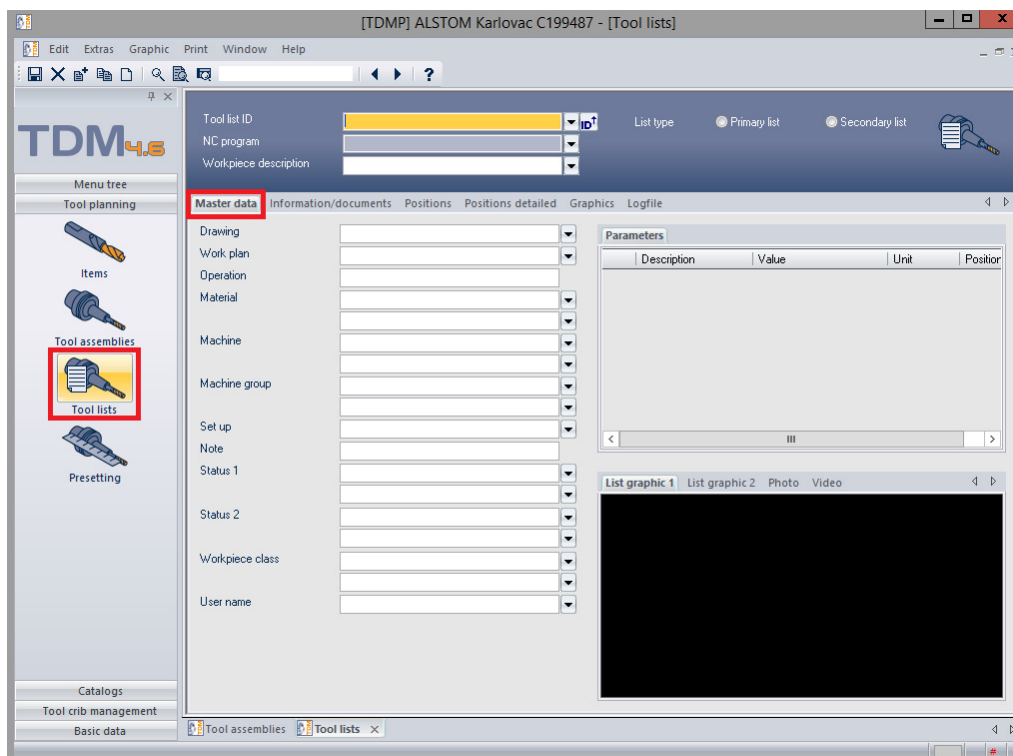 [TDMP] ALSTOM Karlovac C199487 - [Tool lists]
Edit Extras Graphic Print Window Help
TDM4.6
Menu tree
Tool planning
Items
Tool assemblies
Tool lists
Presetting
Catalogs
Tool crib management
Basic data
Tool list ID
ID
List type
Primary list
Secondary list
NC program
Workpiece description
Master data Information/documents Positions Positions detailed Graphics Logfile
Drawing
Work plan
Operation
Material
Machine
Machine group
Set up
Note
Status 1
Status 2
Workpiece class
User name
Parameters
Description Value Unit Position
List graphic 1 List graphic 2 Photo Video
Tool assemblies Tool lists
#